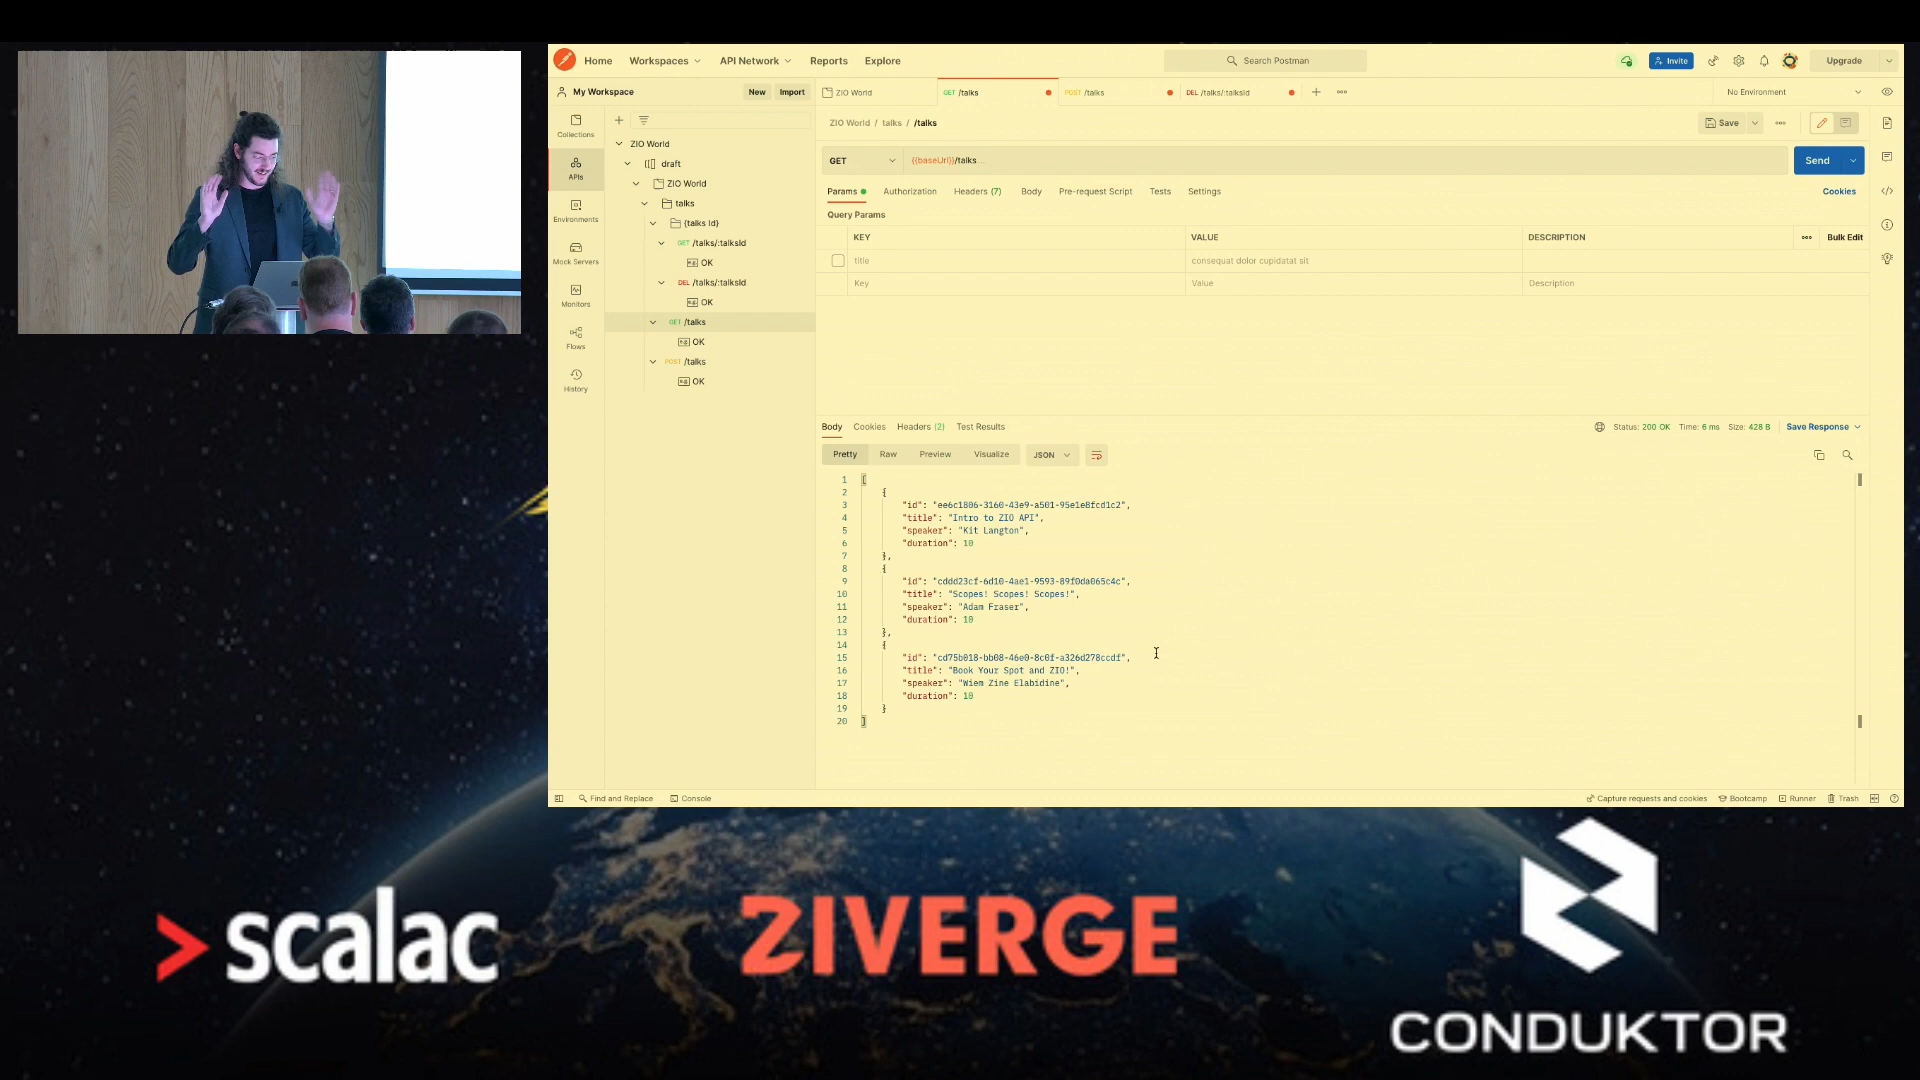 Home Workspaces API Network Reports Explore Search Postman Invite Upgrade
My Workspace New Import ZIO World GET /talks POST /talks DEL /talks/:talksId No Environment
Collections
APIs
Environments
Mock Servers
Monitors
Flows
History
ZIO World
draft
ZIO World
talks
{talks Id}
GET /talks/:talksId
OK
DEL /talks/:talksId
OK
GET /talks
OK
POST /talks
OK
ZIO World / talks / /talks Save
GET {{baseUrl}}/talks Send
Params Authorization Headers (7) Body Pre-request Script Tests Settings Cookies
Query Params
KEY VALUE DESCRIPTION Bulk Edit
title consequat dolor cupidatat sit
Key Value Description
Body Cookies Headers (2) Test Results Status: 200 OK Time: 6 ms Size: 428 B Save Response
Pretty Raw Preview Visualize JSON
1 [
2 {
3 "id": "ee6c1806-3160-43e9-a501-95e1e8fcd1c2",
4 "title": "Intro to ZIO API",
5 "speaker": "Kit Langton",
6 "duration": 10
7 },
8 {
9 "id": "cddd23cf-6d10-4ae1-9593-89f0da065c4c",
10 "title": "Scopes! Scopes! Scopes!",
11 "speaker": "Adam Fraser",
12 "duration": 10
13 },
14 {
15 "id": "cd75b018-bb08-46e0-8c0f-a326d278ccdf",
16 "title": "Book Your Spot and ZIO!",
17 "speaker": "Wiem Zine Elabidine",
18 "duration": 10
19 }
20 ]
Find and Replace Console Capture requests and cookies Bootcamp Runner Trash
scalac
ZIVERGE
CONDUKTOR